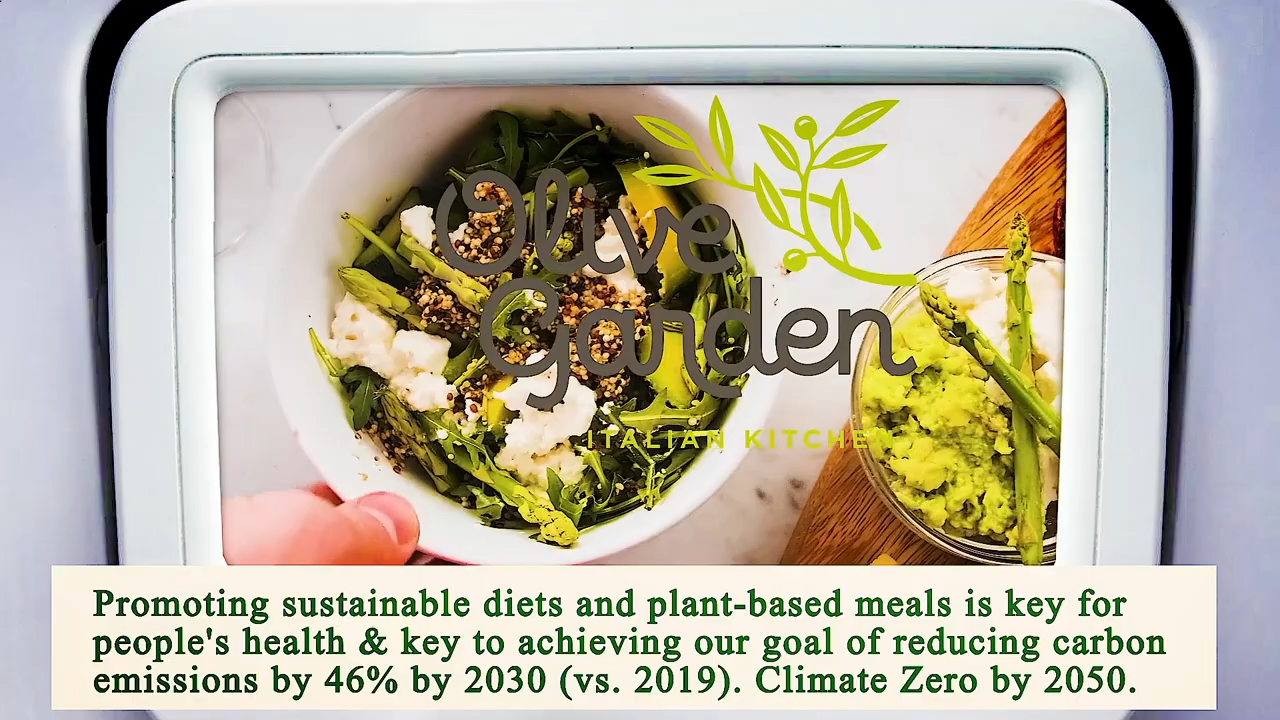 Olive
Garden
ITALIAN KITCHEN
Promoting sustainable diets and plant-based meals is key for
people's health & key to achieving our goal of reducing carbon
emissions by 46% by 2030 (vs. 2019). Climate Zero by 2050.